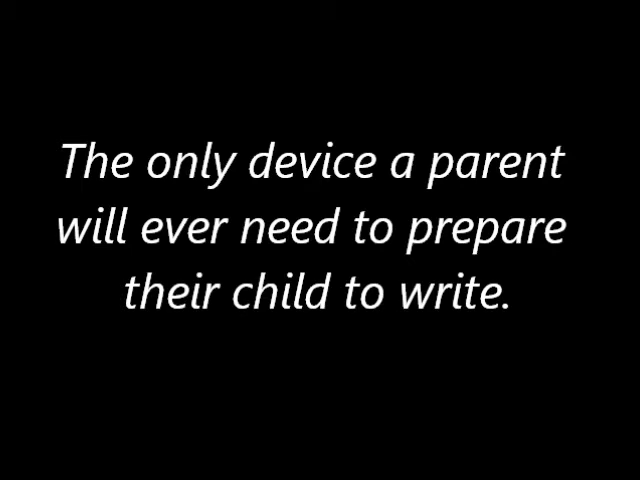 The only device a parent
will ever need to prepare
their child to write.